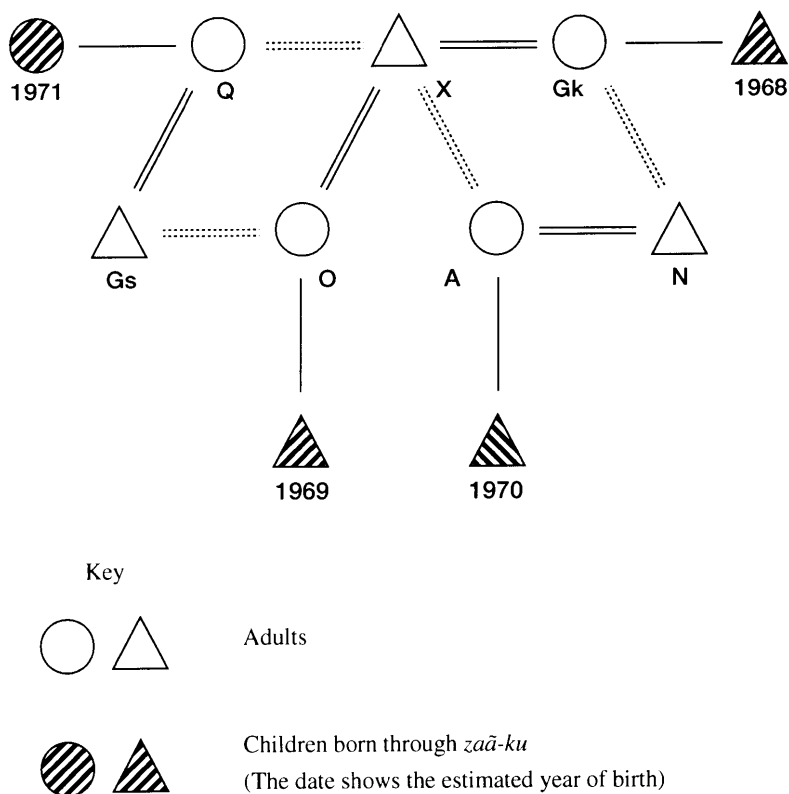 1971
Q
X
Gk
1968
Gs
O
A
N
1969
1970
Key
Adults
Children born through zaã-ku
(The date shows the estimated year of birth)